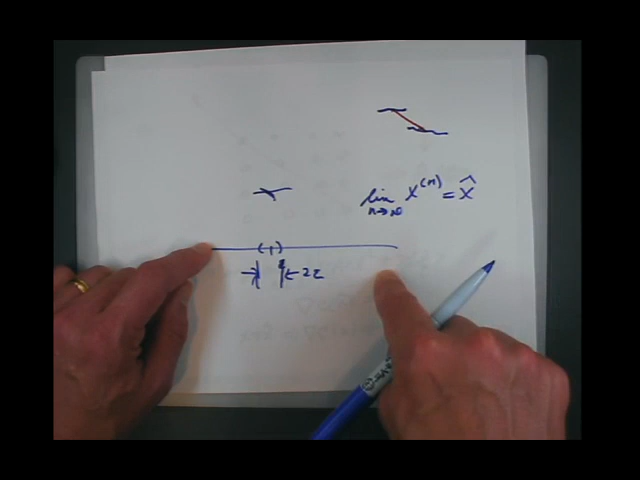 lim x^(n) = x̂
n→∞
2ε